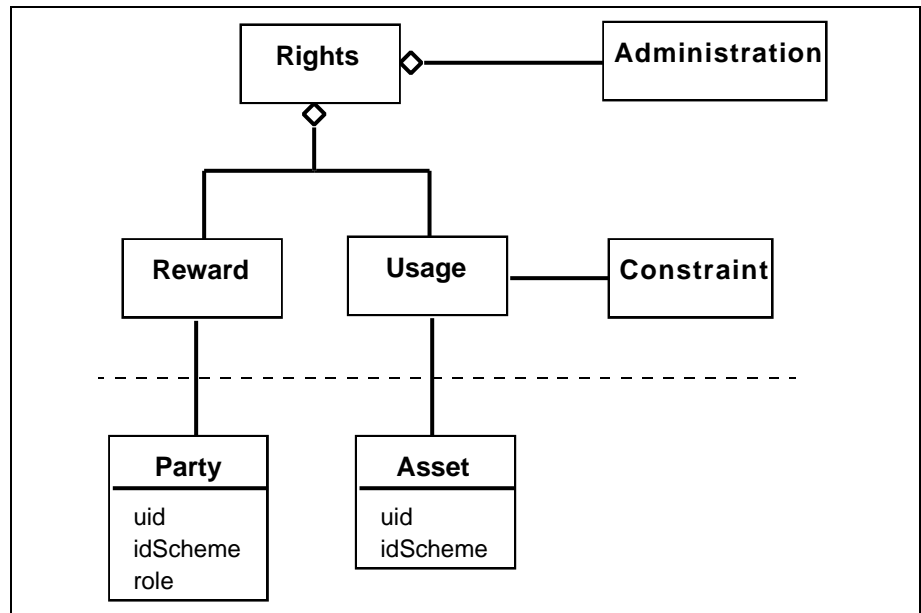 Rights
Administration
Reward
Usage
Constraint
Party
uid
idScheme
role
Asset
uid
idScheme